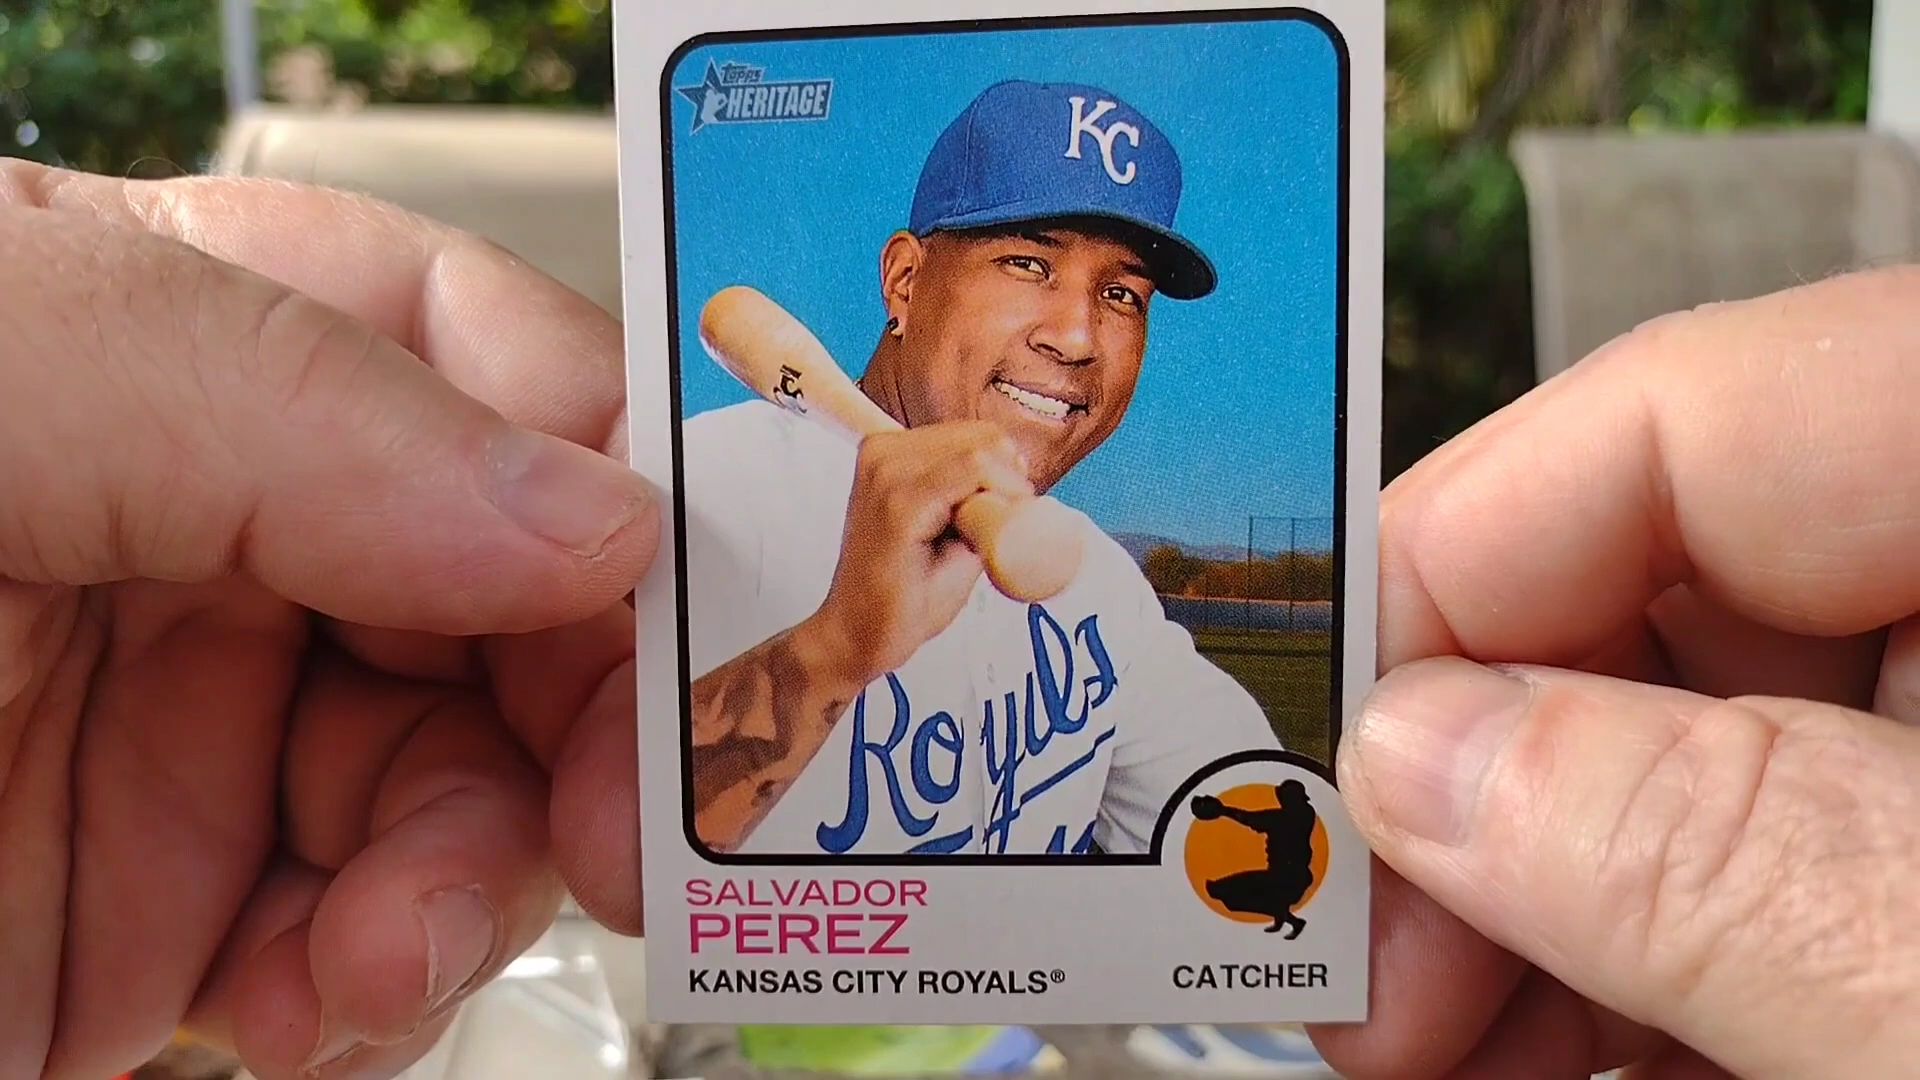 Topps
HERITAGE
KC
Royals
SALVADOR
PEREZ
KANSAS CITY ROYALS®
CATCHER